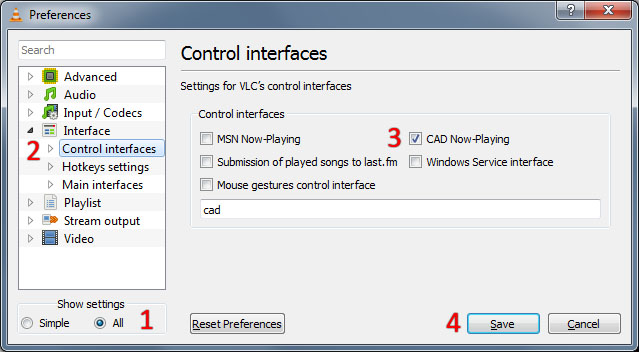 Preferences
Search
Advanced
Audio
Input / Codecs
Interface
2 Control interfaces
Hotkeys settings
Main interfaces
Playlist
Stream output
Video
Show settings
Simple All 1
Control interfaces
Settings for VLC's control interfaces
Control interfaces
MSN Now-Playing 3 CAD Now-Playing
Submission of played songs to last.fm Windows Service interface
Mouse gestures control interface
cad
Reset Preferences 4 Save Cancel